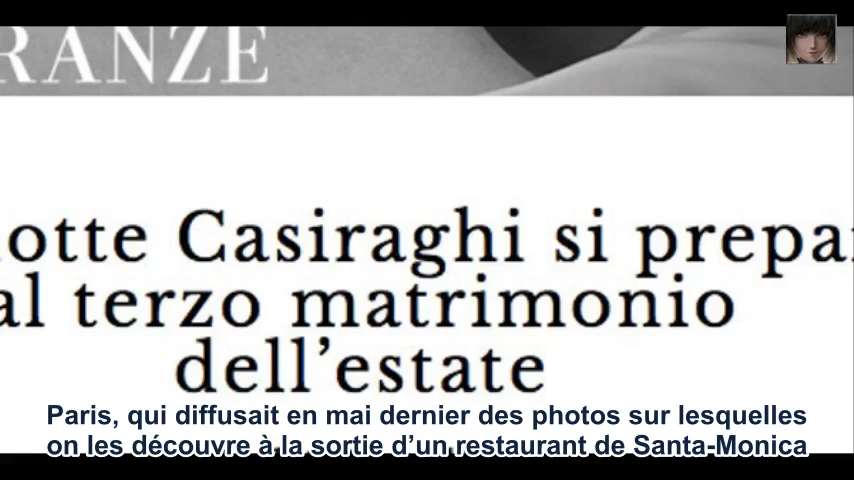 RANZE
otte Casiraghi si prepa
al terzo matrimonio
dell’estate
Paris, qui diffusait en mai dernier des photos sur lesquelles
on les découvre à la sortie d’un restaurant de Santa-Monica